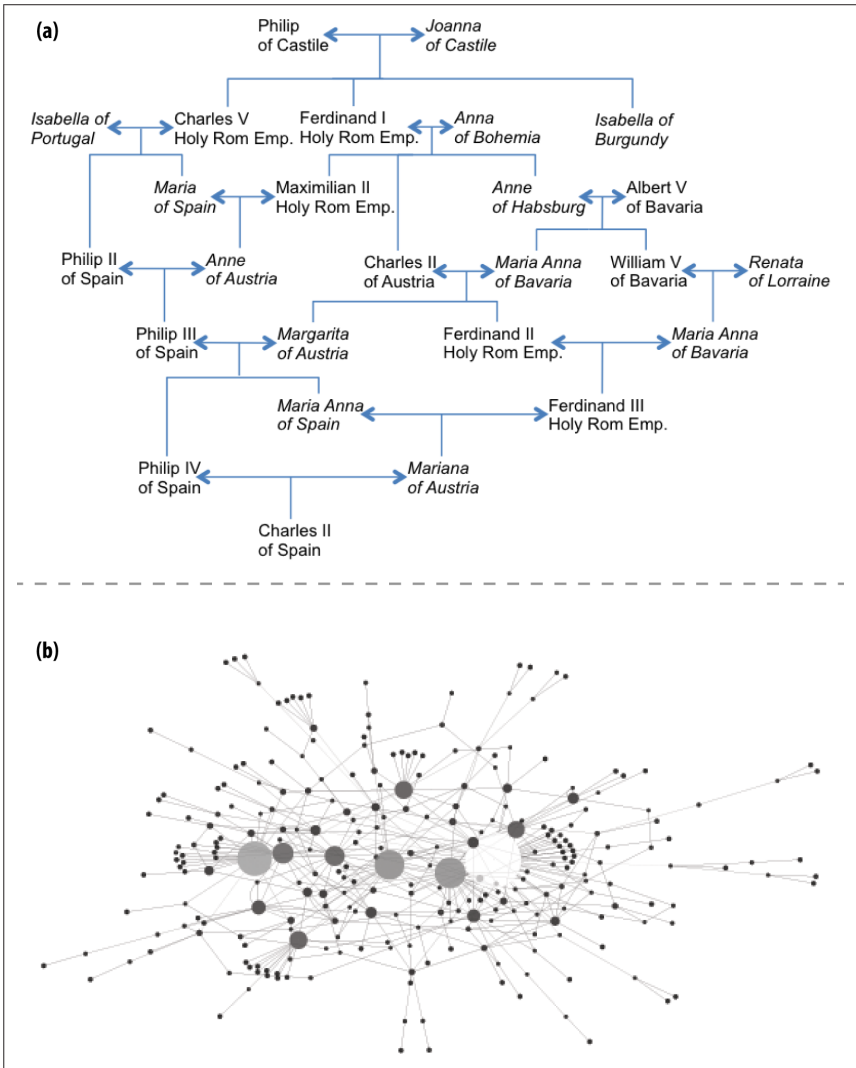 (a)
Philip
of Castile
Joanna
of Castile
Isabella of
Portugal
Charles V
Holy Rom Emp.
Ferdinand I
Holy Rom Emp.
Anna
of Bohemia
Isabella of
Burgundy
Maria
of Spain
Maximilian II
Holy Rom Emp.
Anne
of Habsburg
Albert V
of Bavaria
Philip II
of Spain
Anne
of Austria
Charles II
of Austria
Maria Anna
of Bavaria
William V
of Bavaria
Renata
of Lorraine
Philip III
of Spain
Margarita
of Austria
Ferdinand II
Holy Rom Emp.
Maria Anna
of Bavaria
Maria Anna
of Spain
Ferdinand III
Holy Rom Emp.
Philip IV
of Spain
Mariana
of Austria
Charles II
of Spain
(b)